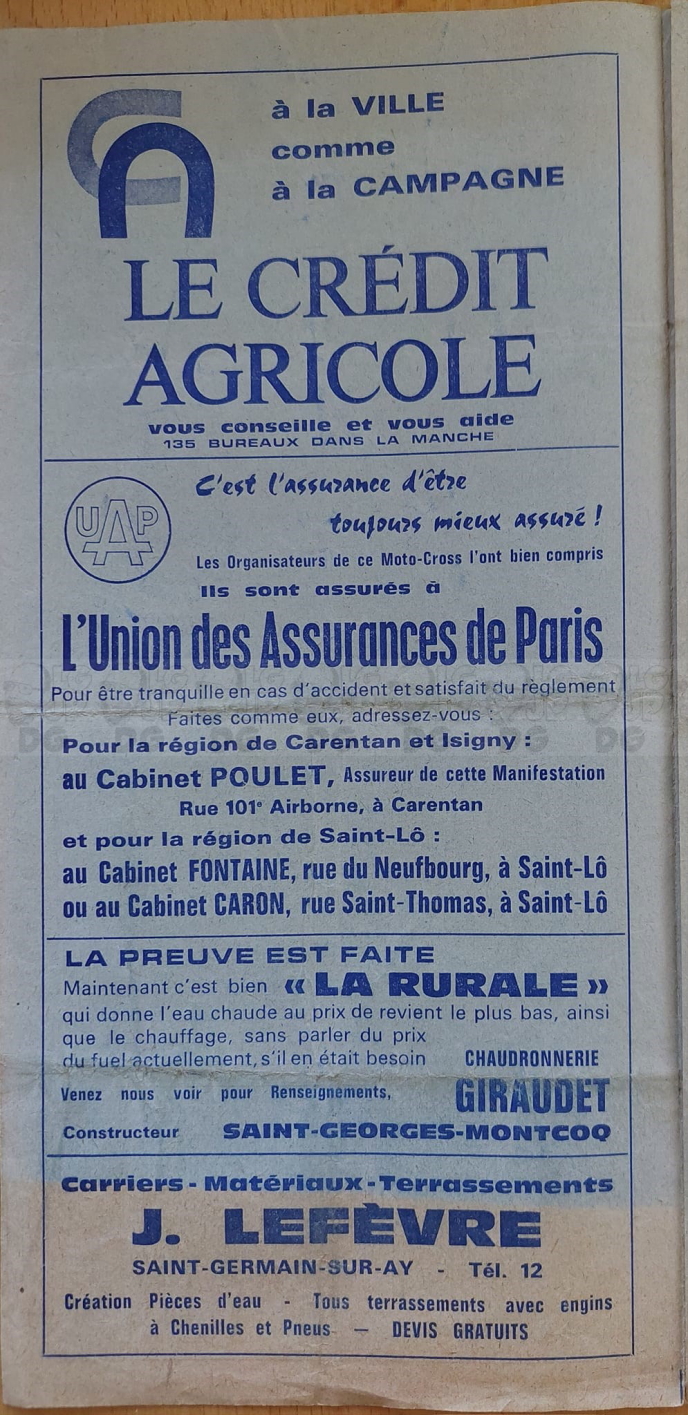 CA
à la VILLE
comme
à la CAMPAGNE
LE CRÉDIT
AGRICOLE
vous conseille et vous aide
135 BUREAUX DANS LA MANCHE
UAP
C'est l'assurance d'être
toujours mieux assuré !
Les Organisateurs de ce Moto-Cross l'ont bien compris
Ils sont assurés à
L'Union des Assurances de Paris
Pour être tranquille en cas d'accident et satisfait du règlement
Faites comme eux, adressez-vous :
Pour la région de Carentan et Isigny :
au Cabinet POULET, Assureur de cette Manifestation
Rue 101e Airborne, à Carentan
et pour la région de Saint-Lô :
au Cabinet FONTAINE, rue du Neufbourg, à Saint-Lô
ou au Cabinet CARON, rue Saint-Thomas, à Saint-Lô
LA PREUVE EST FAITE
Maintenant c'est bien « LA RURALE »
qui donne l'eau chaude au prix de revient le plus bas, ainsi
que le chauffage, sans parler du prix
du fuel actuellement, s'il en était besoin CHAUDRONNERIE
Venez nous voir pour Renseignements, GIRAUDET
Constructeur SAINT-GEORGES-MONTCOQ
Carriers - Matériaux - Terrassements
J. LEFÈVRE
SAINT-GERMAIN-SUR-AY - Tél. 12
Création Pièces d'eau - Tous terrassements avec engins
à Chenilles et Pneus — DEVIS GRATUITS